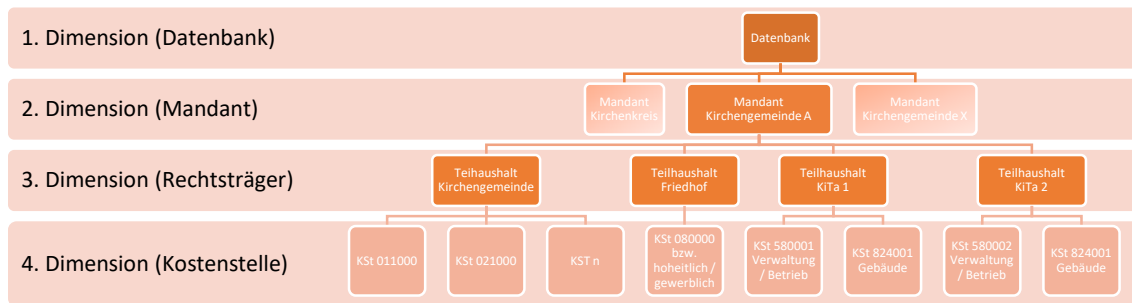 1. Dimension (Datenbank)
Datenbank
2. Dimension (Mandant)
Mandant
Kirchenkreis
Mandant
Kirchengemeinde A
Mandant
Kirchengemeinde X
3. Dimension (Rechtsträger)
Teihaushalt
Kirchengemeinde
Teilhaushalt
Friedhof
Teilhaushalt
KiTa 1
Teilhaushalt
KiTa 2
4. Dimension (Kostenstelle)
KSt 011000
KSt 021000
KST n
KSt 080000
bzw.
hoheitlich /
gewerblich
KSt 580001
Verwaltung
/ Betrieb
KSt 824001
Gebäude
KSt 580002
Verwaltung
/ Betrieb
KSt 824001
Gebäude